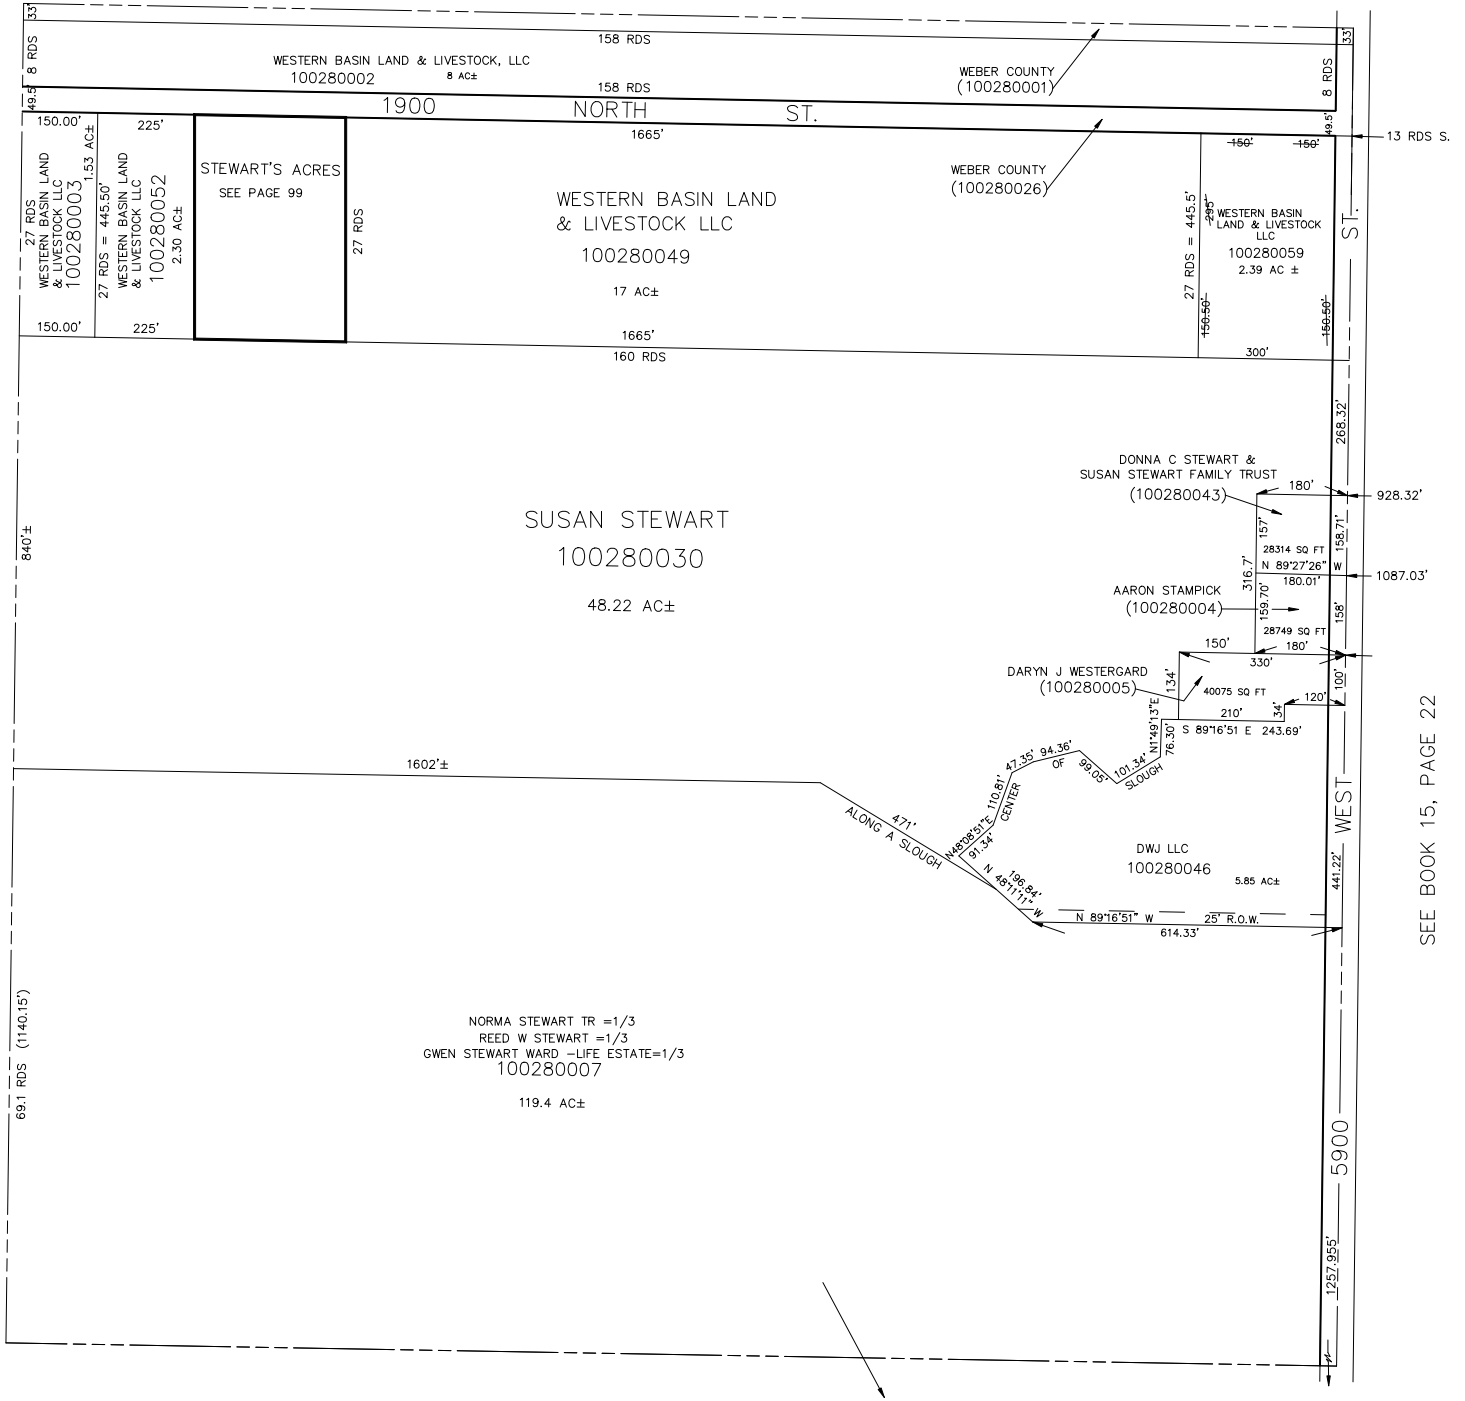 33'
158 RDS
33'
8 RDS
WESTERN BASIN LAND & LIVESTOCK, LLC
100280002 8 AC±
WEBER COUNTY
(100280001)
8 RDS
158 RDS
49.5'
1900 NORTH ST.
49.5'
13 RDS S.
150.00'
225'
1665'
150'
150'
27 RDS
WESTERN BASIN LAND
& LIVESTOCK LLC
100280003
1.53 AC±
27 RDS = 445.50'
WESTERN BASIN LAND
& LIVESTOCK LLC
100280052
2.30 AC±
STEWART'S ACRES
SEE PAGE 99
27 RDS
WESTERN BASIN LAND
& LIVESTOCK LLC
100280049
17 AC±
WEBER COUNTY
(100280026)
27 RDS = 445.5'
295'
WESTERN BASIN
LAND & LIVESTOCK
LLC
100280059
2.39 AC ±
150.50'
150.50'
ST.
150.00'
225'
1665'
160 RDS
300'
268.32'
840'±
SUSAN STEWART
100280030
48.22 AC±
DONNA C STEWART &
SUSAN STEWART FAMILY TRUST
(100280043)
180'
928.32'
157'
158.71'
28314 SQ FT
N 89°27'26" W
180.01'
1087.03'
316.7'
AARON STAMPICK
(100280004)
159.70'
158'
28749 SQ FT
150'
180'
330'
DARYN J WESTERGARD
(100280005)
134'
40075 SQ FT
100'
120'
210'
34'
S 89°16'51 E 243.69'
N1°49'13"E
76.30'
101.34'
SLOUGH
99.05'
94.36'
OF
47.35'
110.81'
CENTER
N48°08'51"E
91.34'
1602'±
471'
ALONG A SLOUGH
196.84'
N 48°11'11" W
DWJ LLC
100280046
5.85 AC±
441.22'
WEST
N 89°16'51" W 25' R.O.W.
614.33'
SEE BOOK 15, PAGE 22
69.1 RDS (1140.15')
NORMA STEWART TR =1/3
REED W STEWART =1/3
GWEN STEWART WARD -LIFE ESTATE=1/3
100280007
119.4 AC±
5900
1257.955'